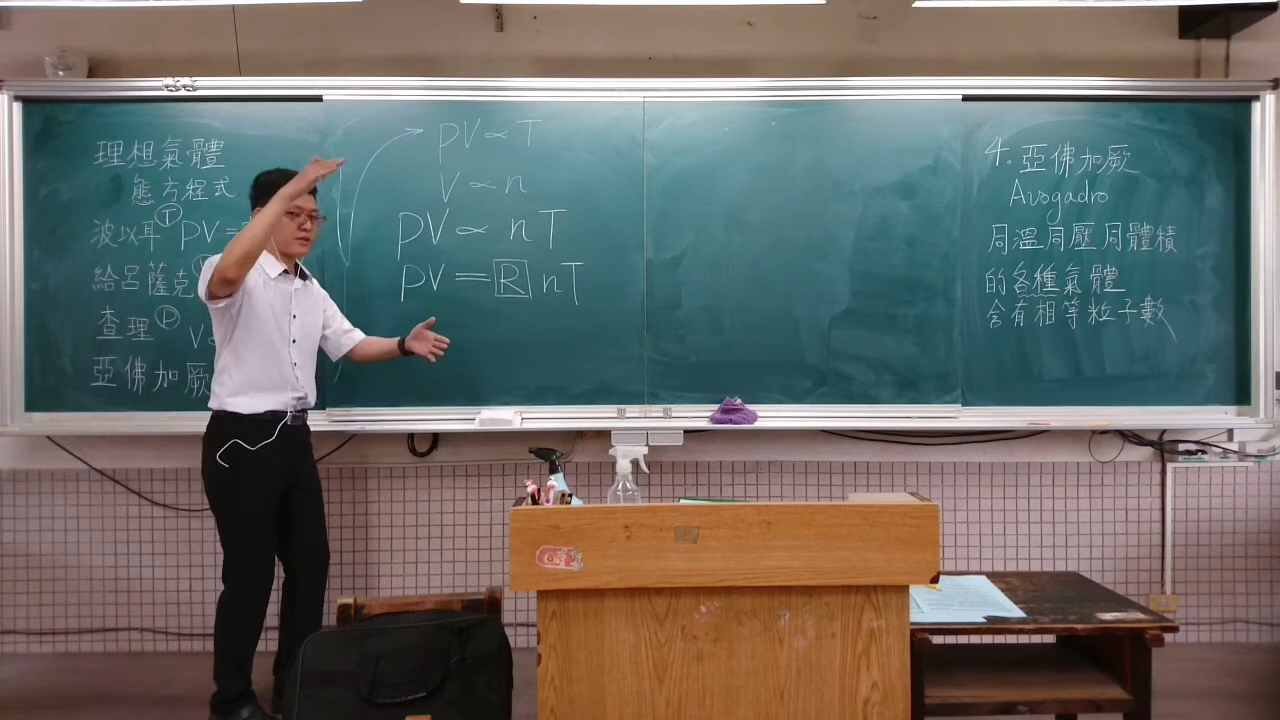 理想氣體
態方程式
波以耳 Ⓣ PV=
給呂薩克
查理 Ⓟ V∝
亞佛加厥
PV∝T
V∝n
PV∝nT
PV=R nT
4. 亞佛加厥
Avogadro
同溫同壓同體積
的各種氣體
含有相等粒子數